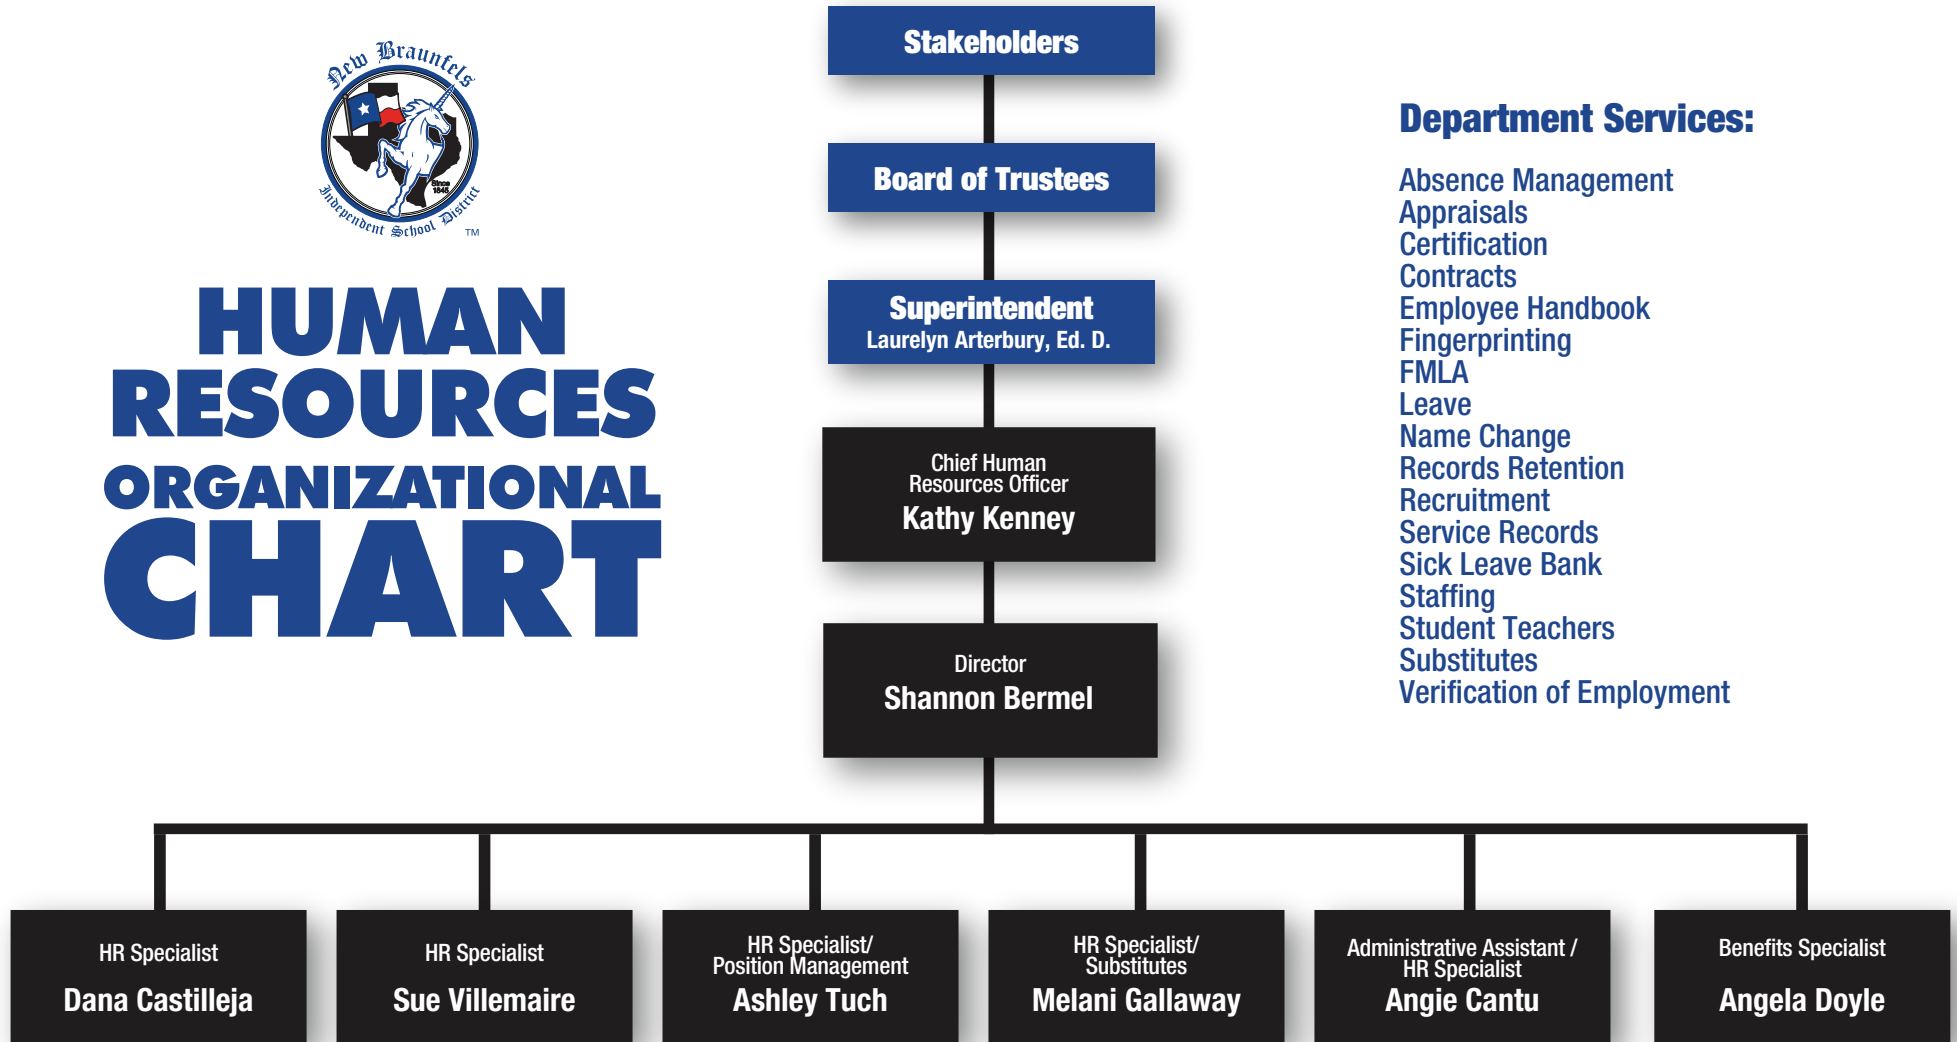 New Braunfels
Since
1845
Independent School District
TM
HUMAN
RESOURCES
ORGANIZATIONAL
CHART
Stakeholders
Board of Trustees
Superintendent
Laurelyn Arterbury, Ed. D.
Chief Human
Resources Officer
Kathy Kenney
Director
Shannon Bermel
Department Services:
Absence Management
Appraisals
Certification
Contracts
Employee Handbook
Fingerprinting
FMLA
Leave
Name Change
Records Retention
Recruitment
Service Records
Sick Leave Bank
Staffing
Student Teachers
Substitutes
Verification of Employment
HR Specialist
Dana Castilleja
HR Specialist
Sue Villemaire
HR Specialist/
Position Management
Ashley Tuch
HR Specialist/
Substitutes
Melani Gallaway
Administrative Assistant /
HR Specialist
Angie Cantu
Benefits Specialist
Angela Doyle